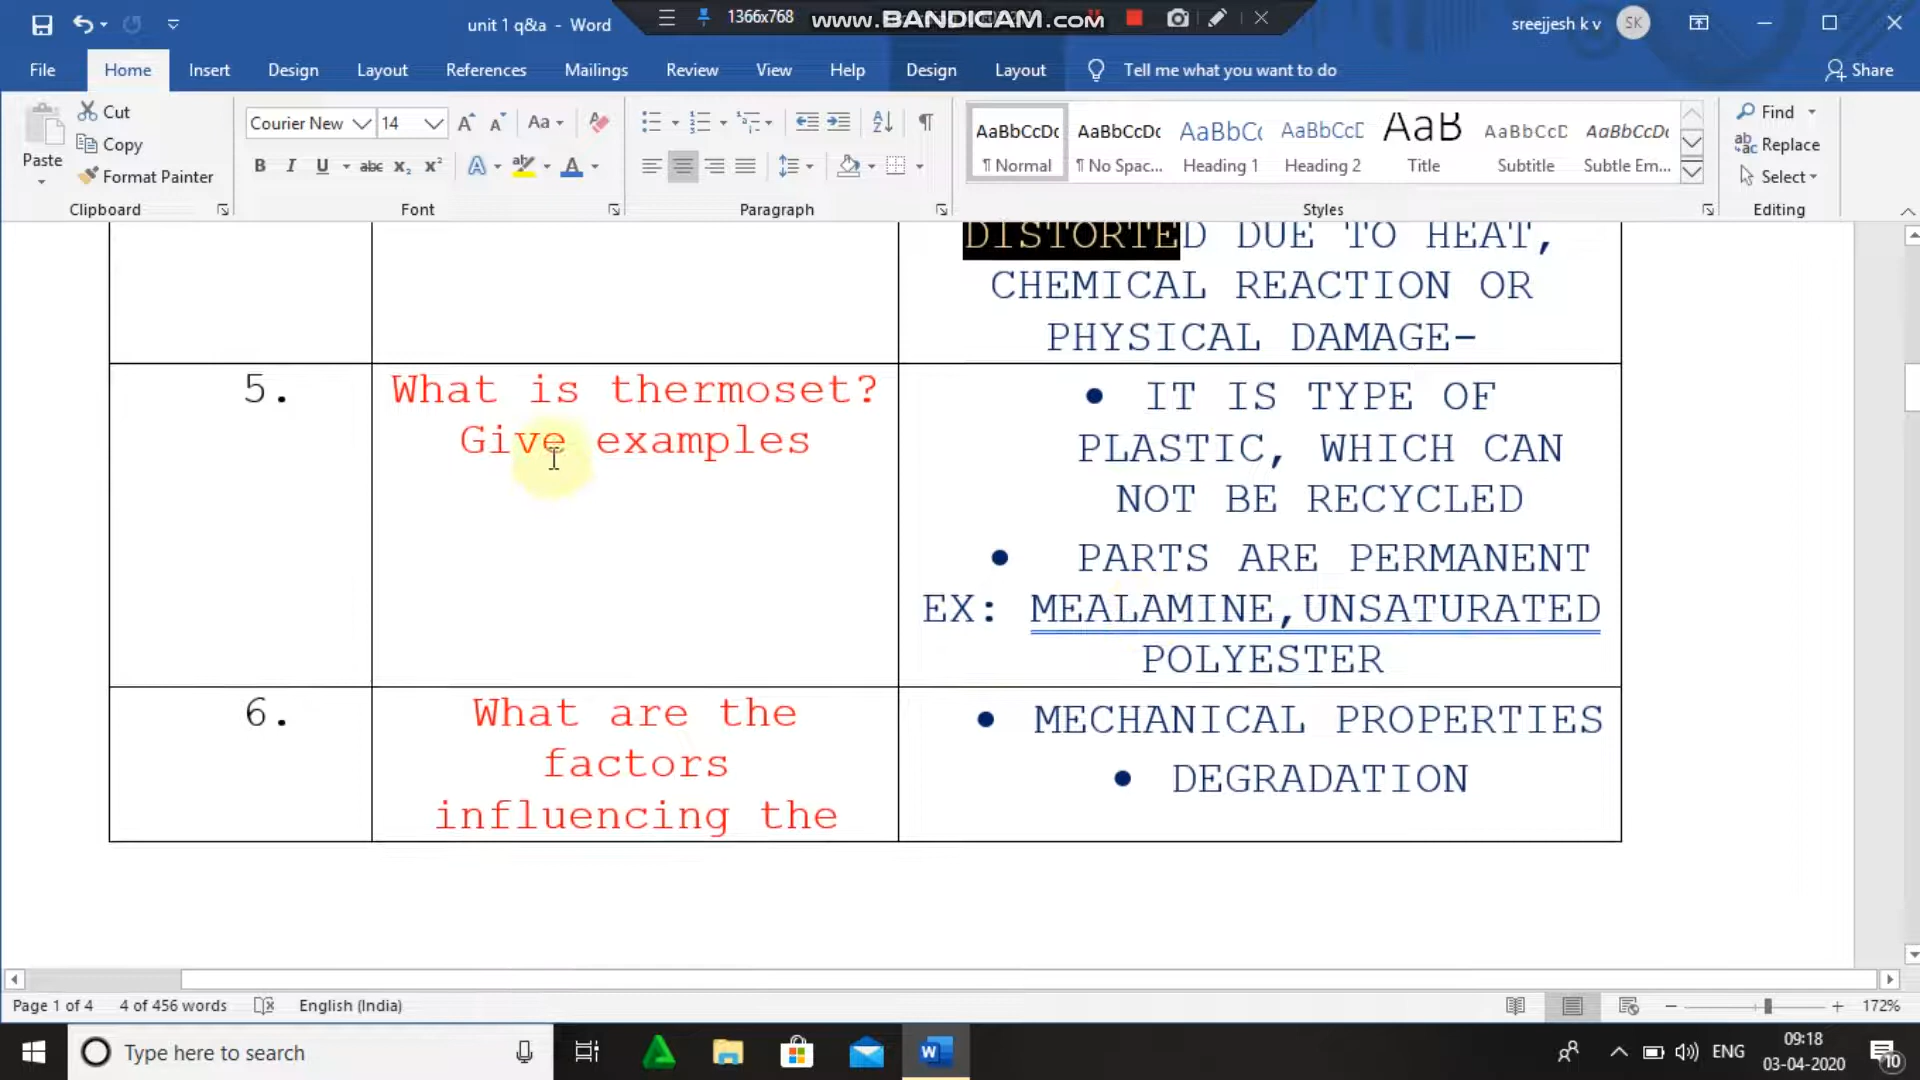 unit 1 q&a - Word
1366x768
www.BANDICAM.com
sreejjesh k v
SK
File
Home
Insert
Design
Layout
References
Mailings
Review
View
Help
Design
Layout
Tell me what you want to do
Share
Paste
Cut
Copy
Format Painter
Clipboard
Courier New
14
Font
Paragraph
AaBbCcDc
¶ Normal
AaBbCcDc
¶ No Spac...
AaBbCc
Heading 1
AaBbCcD
Heading 2
AaB
Title
AaBbCcD
Subtitle
AaBbCcDc
Subtle Em...
Styles
Find
Replace
Select
Editing
DISTORTED DUE TO HEAT,
CHEMICAL REACTION OR
PHYSICAL DAMAGE-
5.
What is thermoset?
Give examples
• IT IS TYPE OF
PLASTIC, WHICH CAN
NOT BE RECYCLED
• PARTS ARE PERMANENT
EX: MEALAMINE,UNSATURATED
POLYESTER
6.
What are the
factors
influencing the
• MECHANICAL PROPERTIES
• DEGRADATION
Page 1 of 4
4 of 456 words
English (India)
172%
Type here to search
ENG
09:18
03-04-2020
10